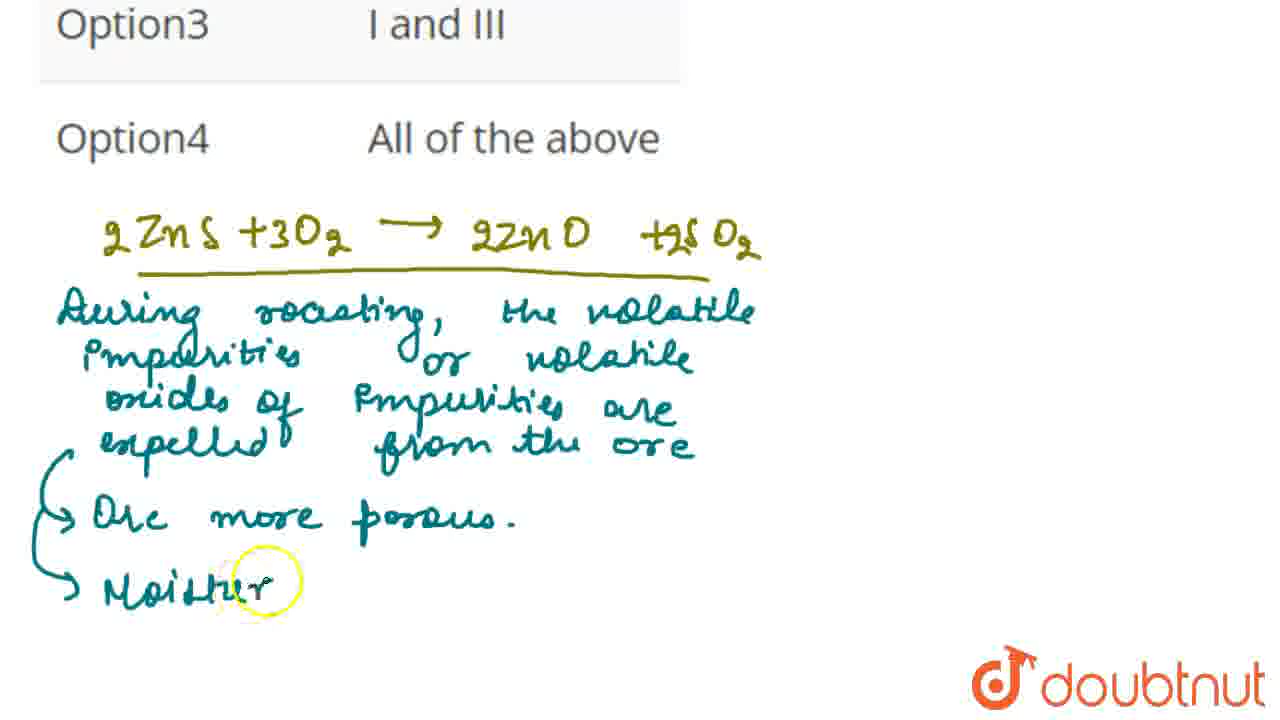 Option3 I and III
Option4 All of the above
2ZnS + 3O₂ → 2ZnO + 2SO₂
During roasting, the volatile
impurities or volatile
oxides of impurities are
expelled from the ore
→ Ore more porous.
→ Moistur
doubtnut